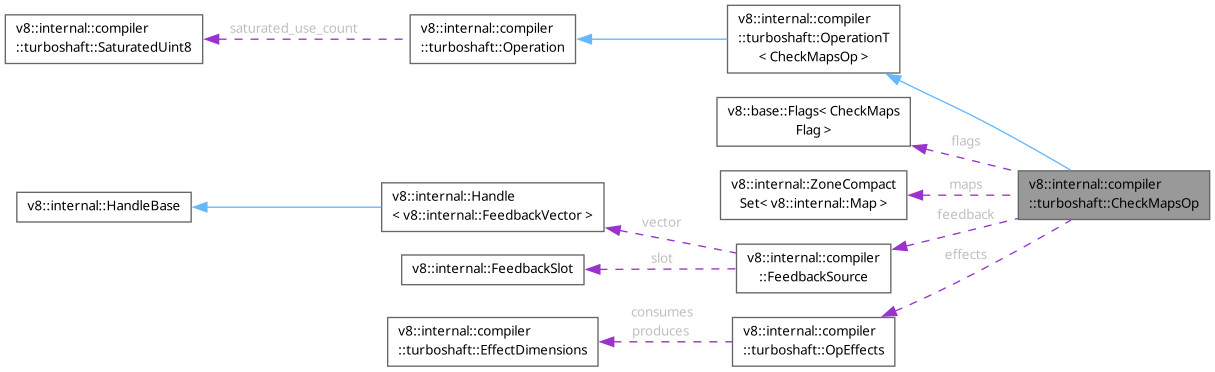 v8::internal::compiler
::turboshaft::SaturatedUint8
saturated_use_count
v8::internal::compiler
::turboshaft::Operation
v8::internal::compiler
::turboshaft::OperationT
< CheckMapsOp >
v8::base::Flags< CheckMaps
Flag >
flags
v8::internal::ZoneCompact
Set< v8::internal::Map >
maps
v8::internal::compiler
::turboshaft::CheckMapsOp
v8::internal::HandleBase
v8::internal::Handle
< v8::internal::FeedbackVector >
vector
feedback
v8::internal::FeedbackSlot
slot
v8::internal::compiler
::FeedbackSource
effects
v8::internal::compiler
::turboshaft::EffectDimensions
consumes
produces
v8::internal::compiler
::turboshaft::OpEffects